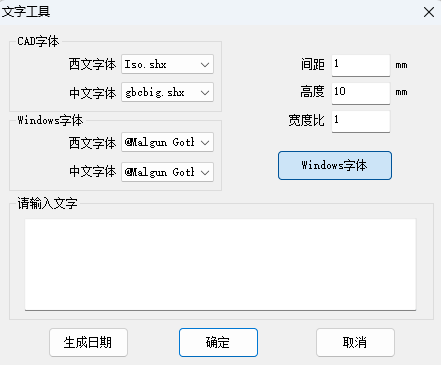 文字工具
CAD字体
西文字体 Iso.shx
中文字体 gbcbig.shx
间距 1 mm
高度 10 mm
宽度比 1
Windows字体
西文字体 @Malgun Goth
中文字体 @Malgun Goth
Windows字体
请输入文字
生成日期 确定 取消